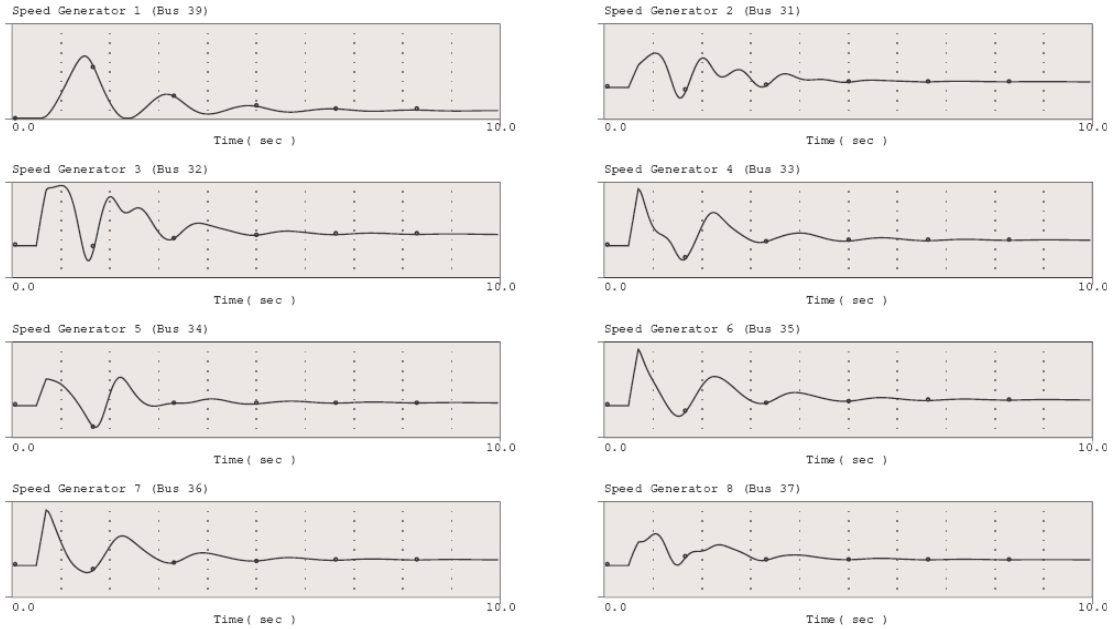 Speed Generator 1 (Bus 39)
0.0 10.0
Time( sec )
Speed Generator 2 (Bus 31)
0.0 10.0
Time( sec )
Speed Generator 3 (Bus 32)
0.0 10.0
Time( sec )
Speed Generator 4 (Bus 33)
0.0 10.0
Time( sec )
Speed Generator 5 (Bus 34)
0.0 10.0
Time( sec )
Speed Generator 6 (Bus 35)
0.0 10.0
Time( sec )
Speed Generator 7 (Bus 36)
0.0 10.0
Time( sec )
Speed Generator 8 (Bus 37)
0.0 10.0
Time( sec )